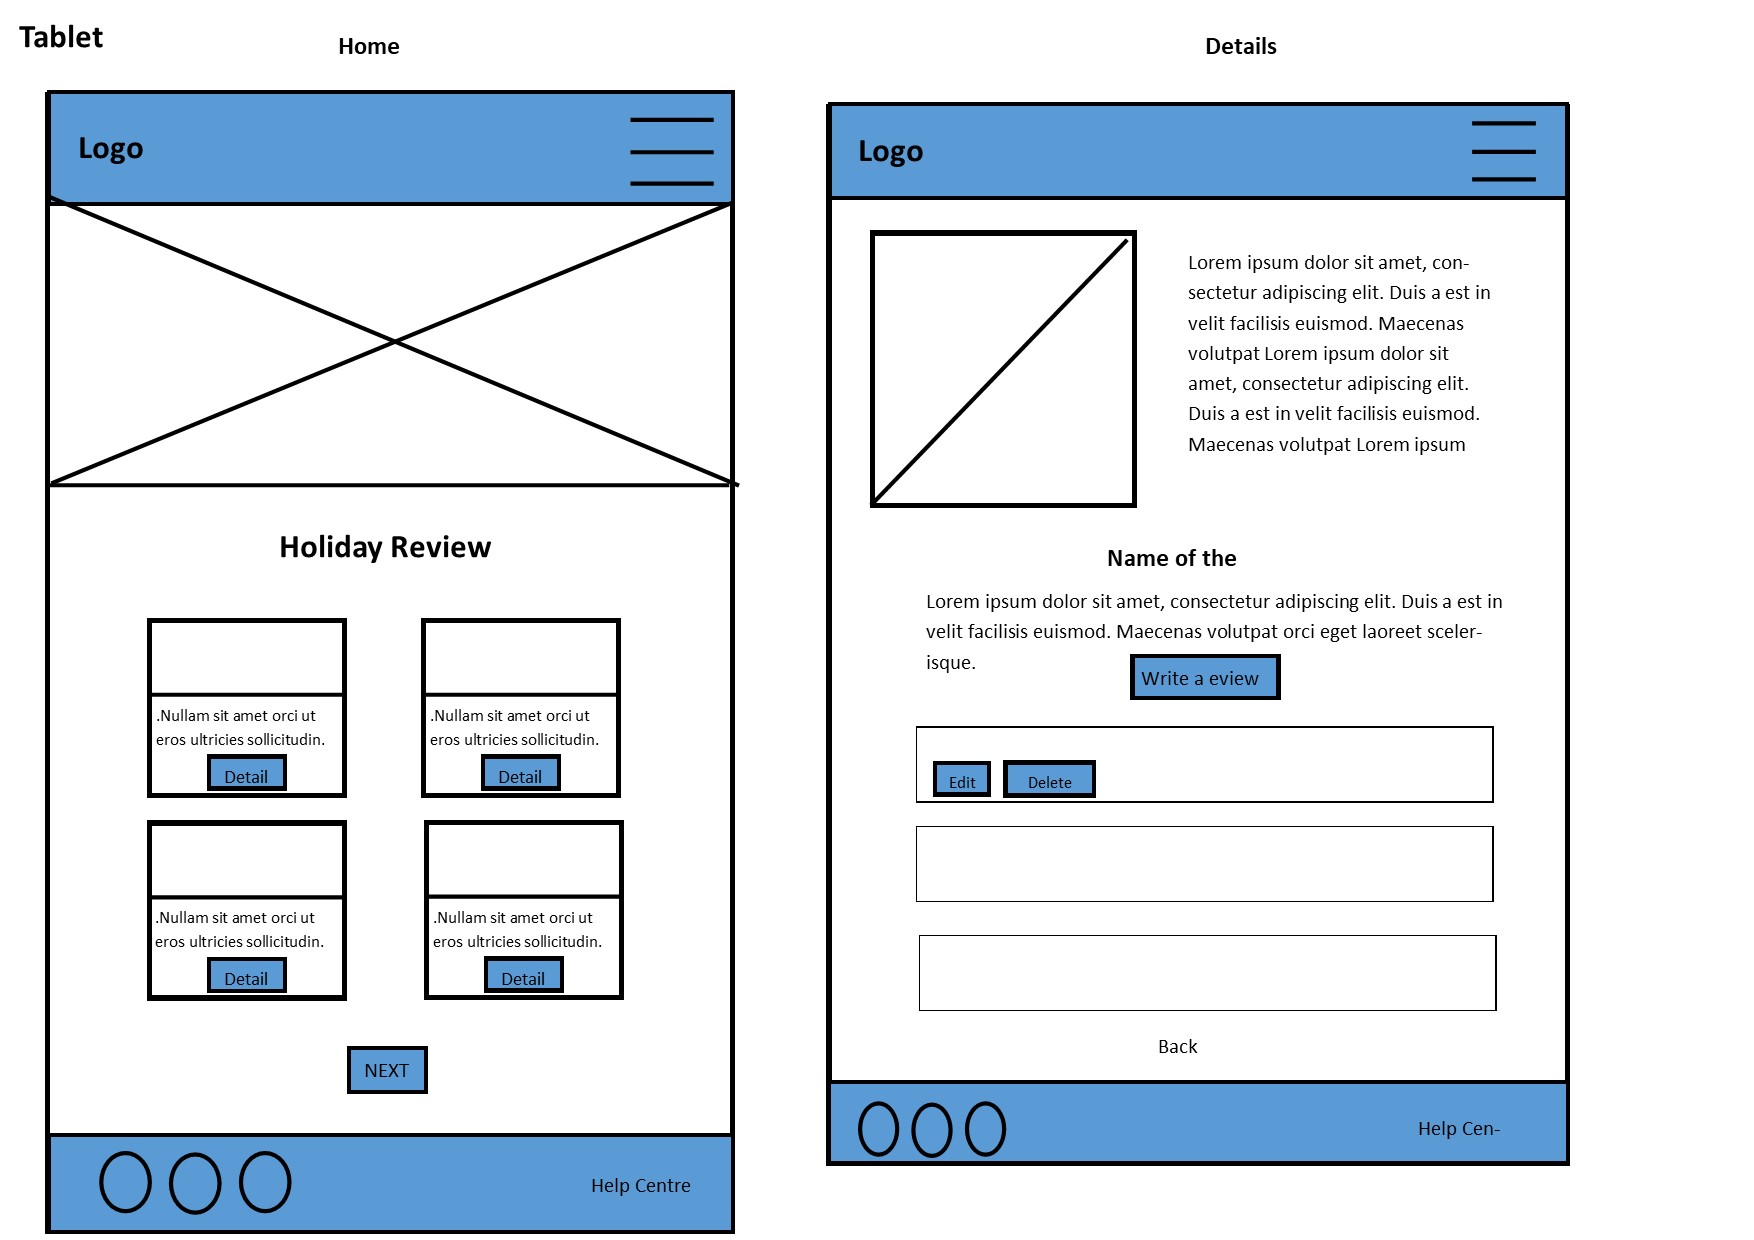 Tablet
Home
Logo
Holiday Review
.Nullam sit amet orci ut
eros ultricies sollicitudin.
Detail
.Nullam sit amet orci ut
eros ultricies sollicitudin.
Detail
.Nullam sit amet orci ut
eros ultricies sollicitudin.
Detail
.Nullam sit amet orci ut
eros ultricies sollicitudin.
Detail
NEXT
Help Centre
Details
Logo
Lorem ipsum dolor sit amet, con-
sectetur adipiscing elit. Duis a est in
velit facilisis euismod. Maecenas
volutpat Lorem ipsum dolor sit
amet, consectetur adipiscing elit.
Duis a est in velit facilisis euismod.
Maecenas volutpat Lorem ipsum
Name of the
Lorem ipsum dolor sit amet, consectetur adipiscing elit. Duis a est in
velit facilisis euismod. Maecenas volutpat orci eget laoreet sceler-
isque.
Write a eview
Edit
Delete
Back
Help Cen-